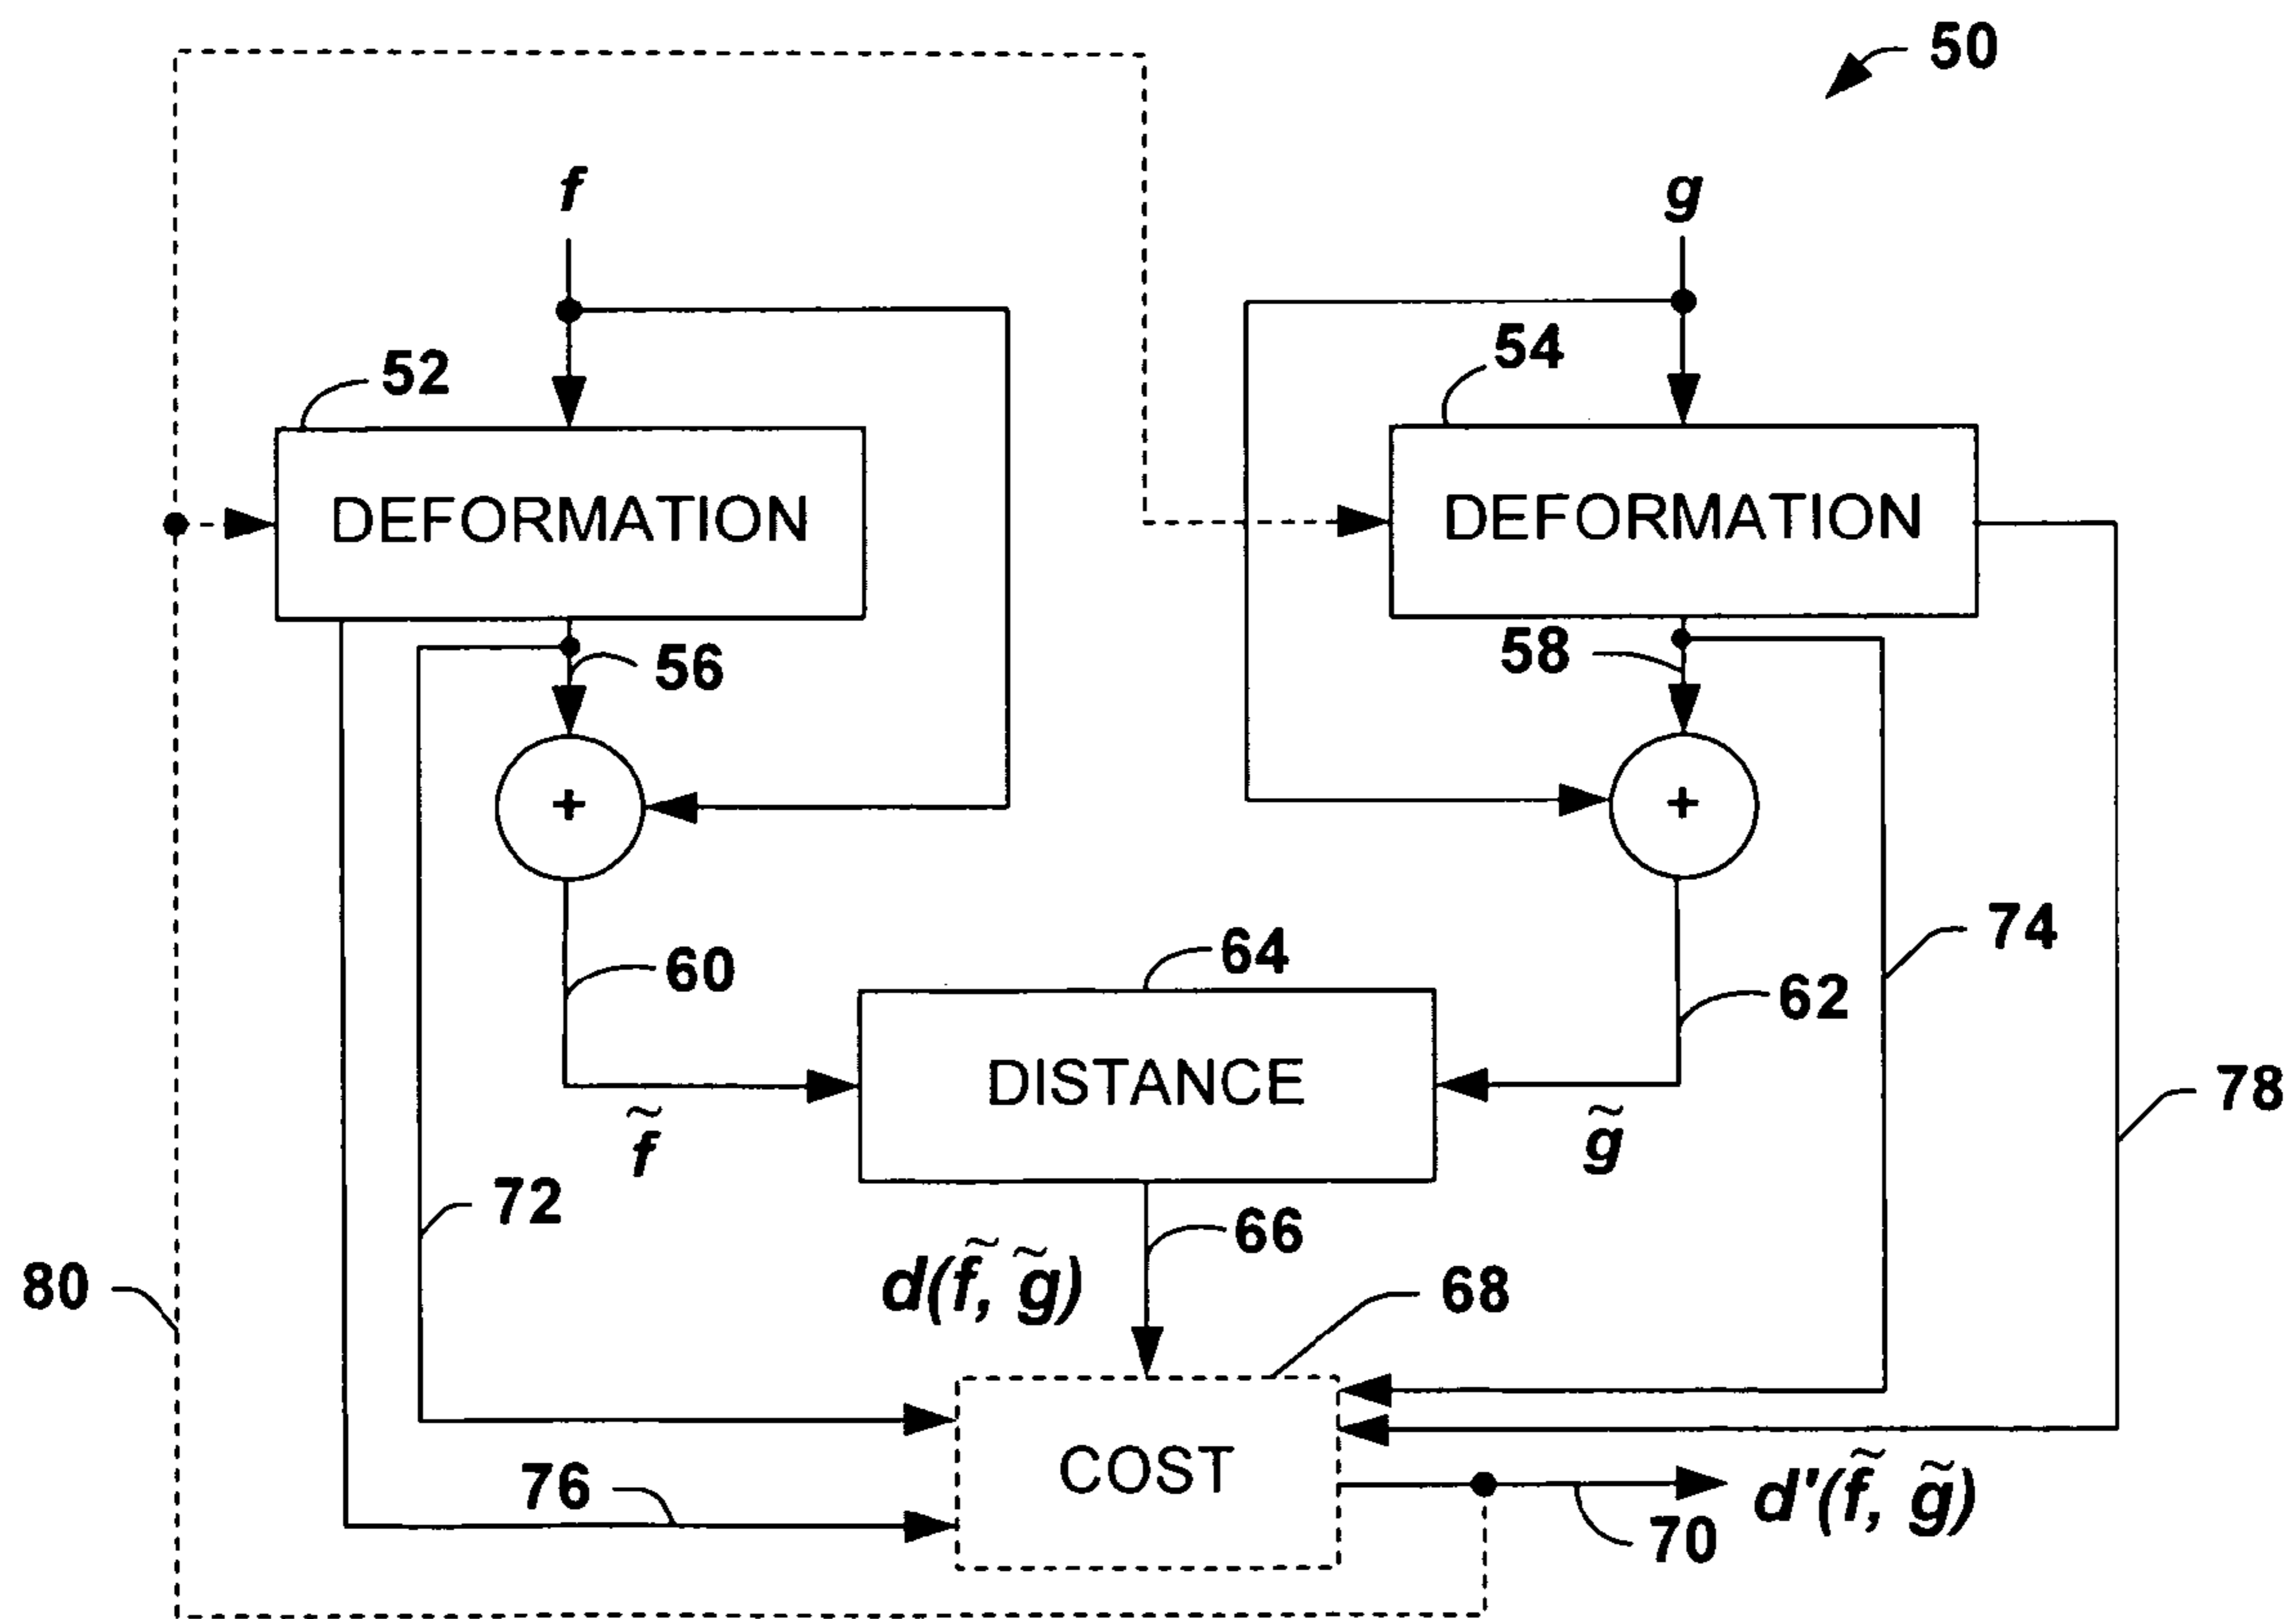 50
f
g
52
54
DEFORMATION
DEFORMATION
56
58
+
+
74
60
64
62
DISTANCE
78
f̃
g̃
72
66
80
d(f̃, g̃)
68
COST
76
d'(f̃, g̃)
70